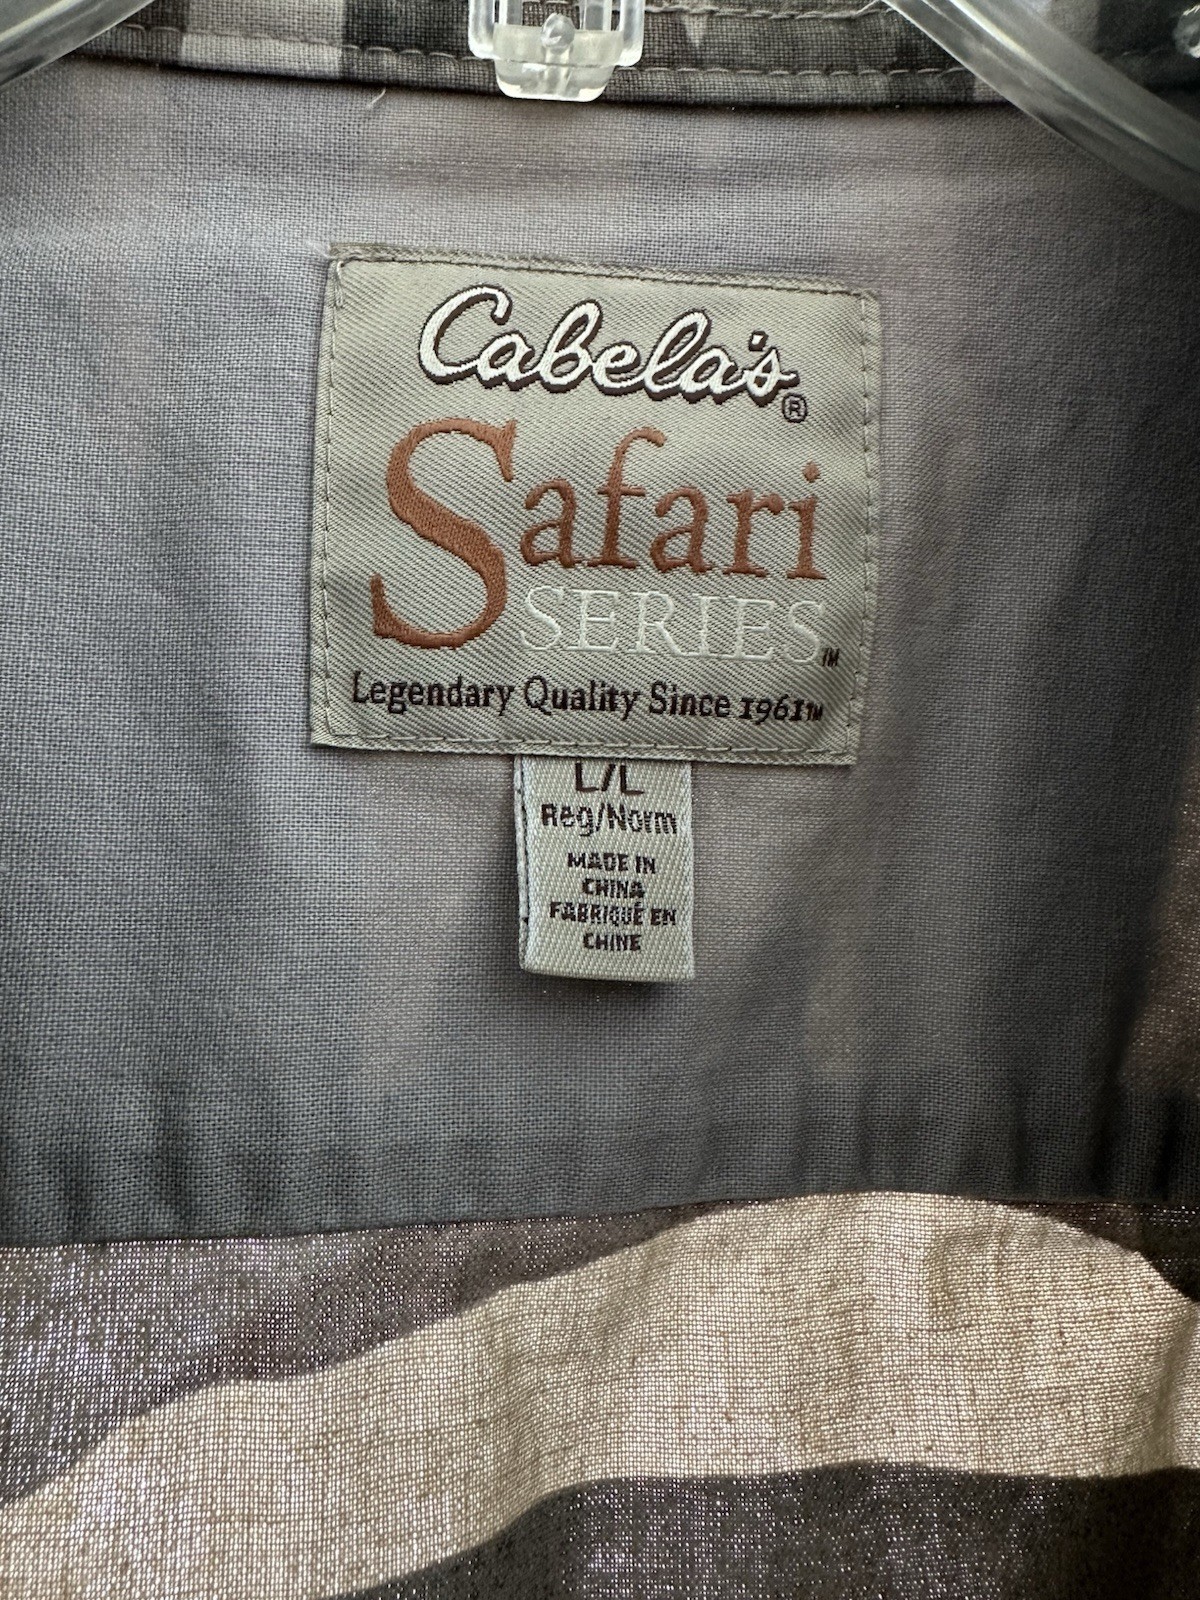 Cabela's®
Safari
SERIES™
Legendary Quality Since 1961™
L/L
Reg/Norm
MADE IN
CHINA
FABRIQUÉ EN
CHINE